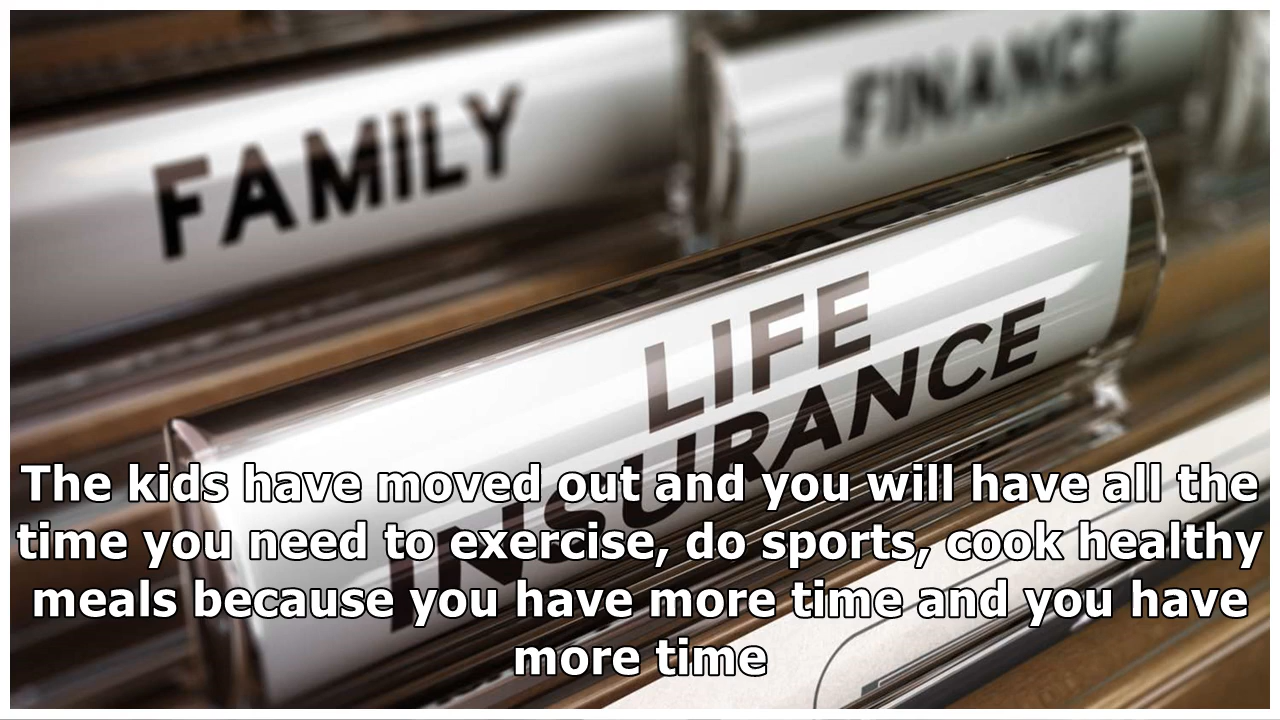 FAMILY
FINANCE
LIFE
INSURANCE
The kids have moved out and you will have all the
time you need to exercise, do sports, cook healthy
meals because you have more time and you have
more time